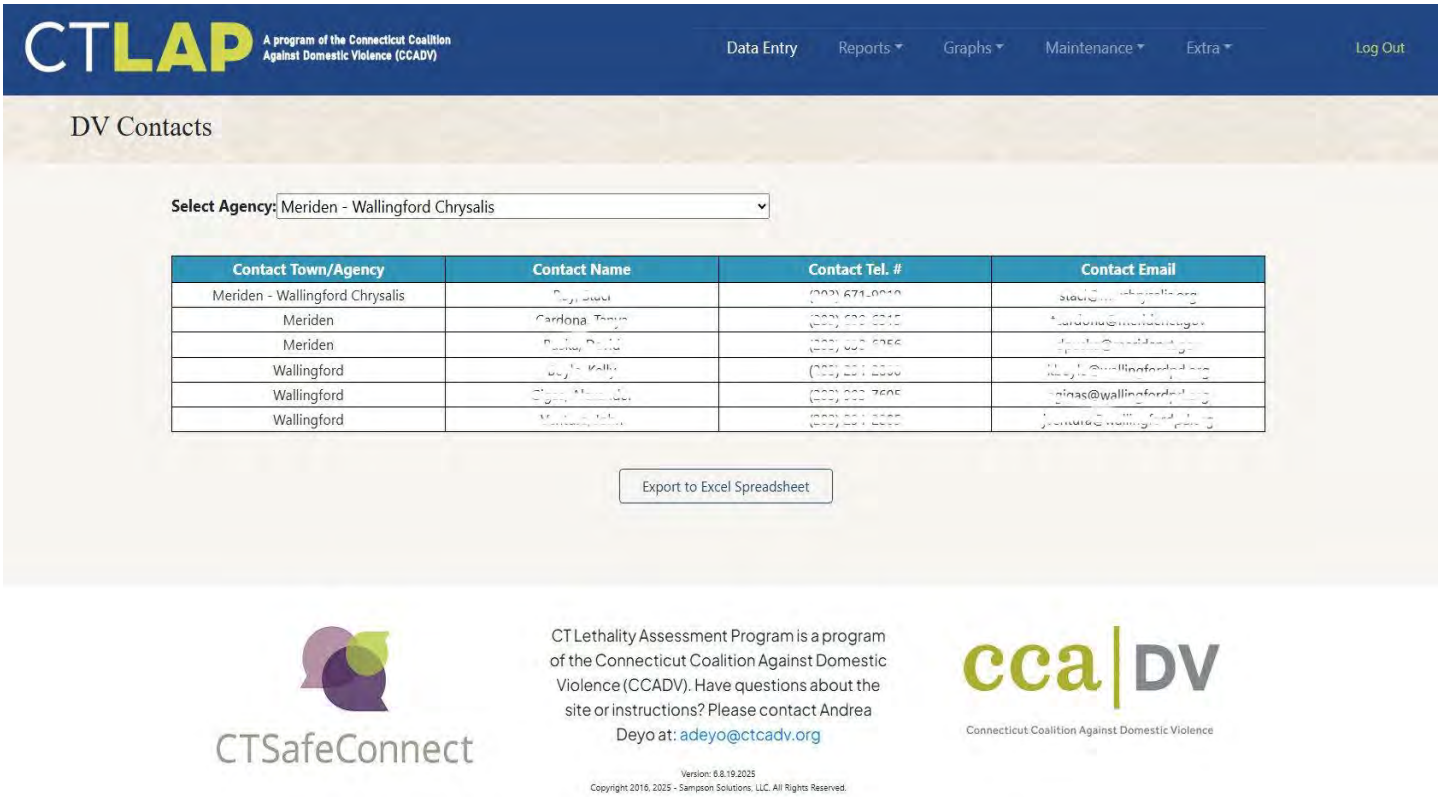 CTLAP A program of the Connecticut Coalition
Against Domestic Violence (CCADV)
Data Entry Reports Graphs Maintenance Extra Log Out
DV Contacts
Select Agency: Meriden - Wallingford Chrysalis
Contact Town/Agency Contact Name Contact Tel. # Contact Email
Meriden - Wallingford Chrysalis
Meriden
Meriden
Wallingford
Wallingford
Wallingford
Export to Excel Spreadsheet
CTSafeConnect
CT Lethality Assessment Program is a program
of the Connecticut Coalition Against Domestic
Violence (CCADV). Have questions about the
site or instructions? Please contact Andrea
Deyo at: adeyo@ctcadv.org
Version: 6.8.19.2025
Copyright 2016, 2025 - Sampson Solutions, LLC. All Rights Reserved.
cca DV
Connecticut Coalition Against Domestic Violence